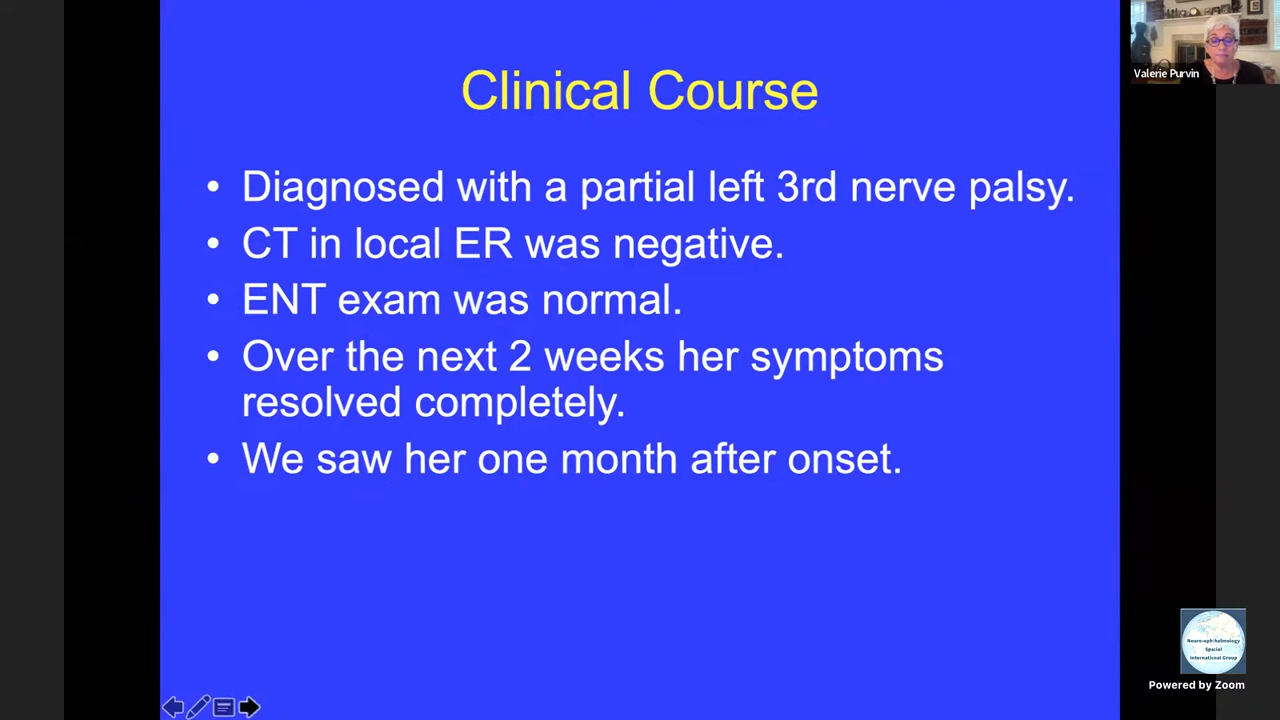 Clinical Course
• Diagnosed with a partial left 3rd nerve palsy.
• CT in local ER was negative.
• ENT exam was normal.
• Over the next 2 weeks her symptoms
resolved completely.
• We saw her one month after onset.
Valerie Purvin
Neuro-ophthalmology
Special
International Group
Powered by Zoom